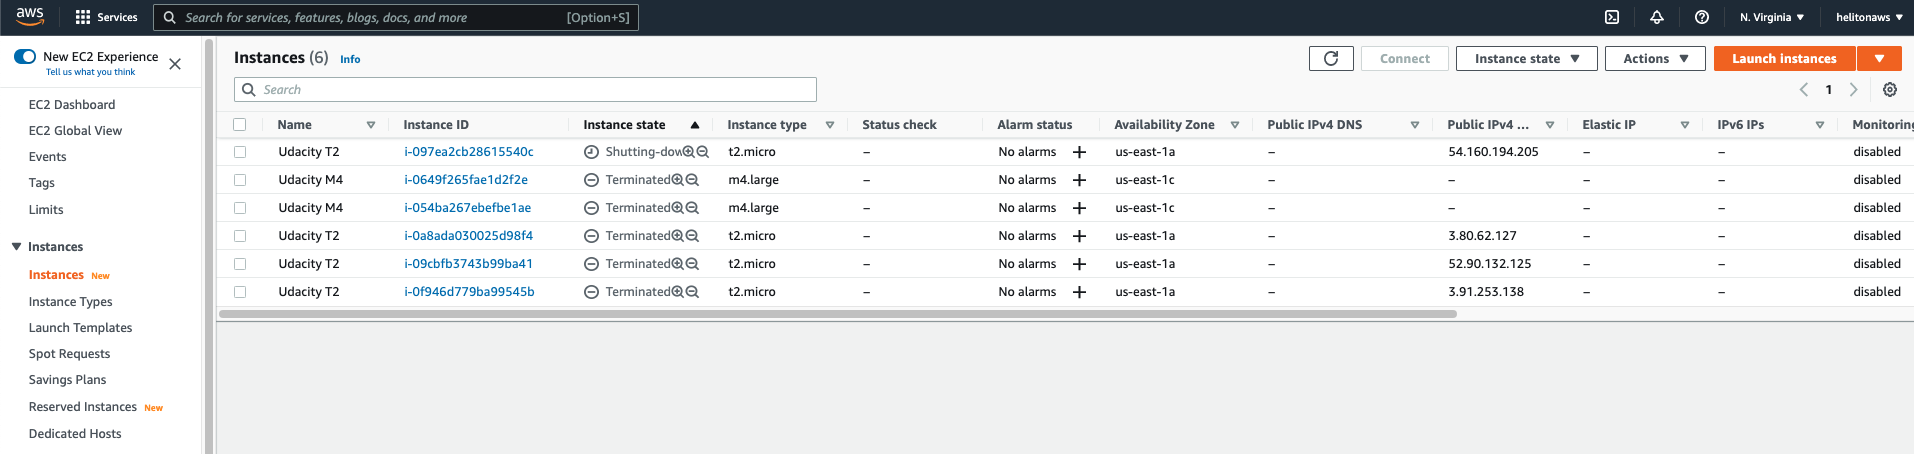 aws Services Search for services, features, blogs, docs, and more [Option+S] N. Virginia helitonaws
New EC2 Experience
Tell us what you think
EC2 Dashboard
EC2 Global View
Events
Tags
Limits
Instances
Instances New
Instance Types
Launch Templates
Spot Requests
Savings Plans
Reserved Instances New
Dedicated Hosts
Instances (6) Info Connect Instance state Actions Launch instances
Search 1
Name Instance ID Instance state Instance type Status check Alarm status Availability Zone Public IPv4 DNS Public IPv4 ... Elastic IP IPv6 IPs Monitoring
Udacity T2 i-097ea2cb28615540c Shutting-dow t2.micro – No alarms + us-east-1a – 54.160.194.205 – – disabled
Udacity M4 i-0649f265fae1d2f2e Terminated m4.large – No alarms + us-east-1c – – – – disabled
Udacity M4 i-054ba267ebefbe1ae Terminated m4.large – No alarms + us-east-1c – – – – disabled
Udacity T2 i-0a8ada030025d98f4 Terminated t2.micro – No alarms + us-east-1a – 3.80.62.127 – – disabled
Udacity T2 i-09cbfb3743b99ba41 Terminated t2.micro – No alarms + us-east-1a – 52.90.132.125 – – disabled
Udacity T2 i-0f946d779ba99545b Terminated t2.micro – No alarms + us-east-1a – 3.91.253.138 – – disabled